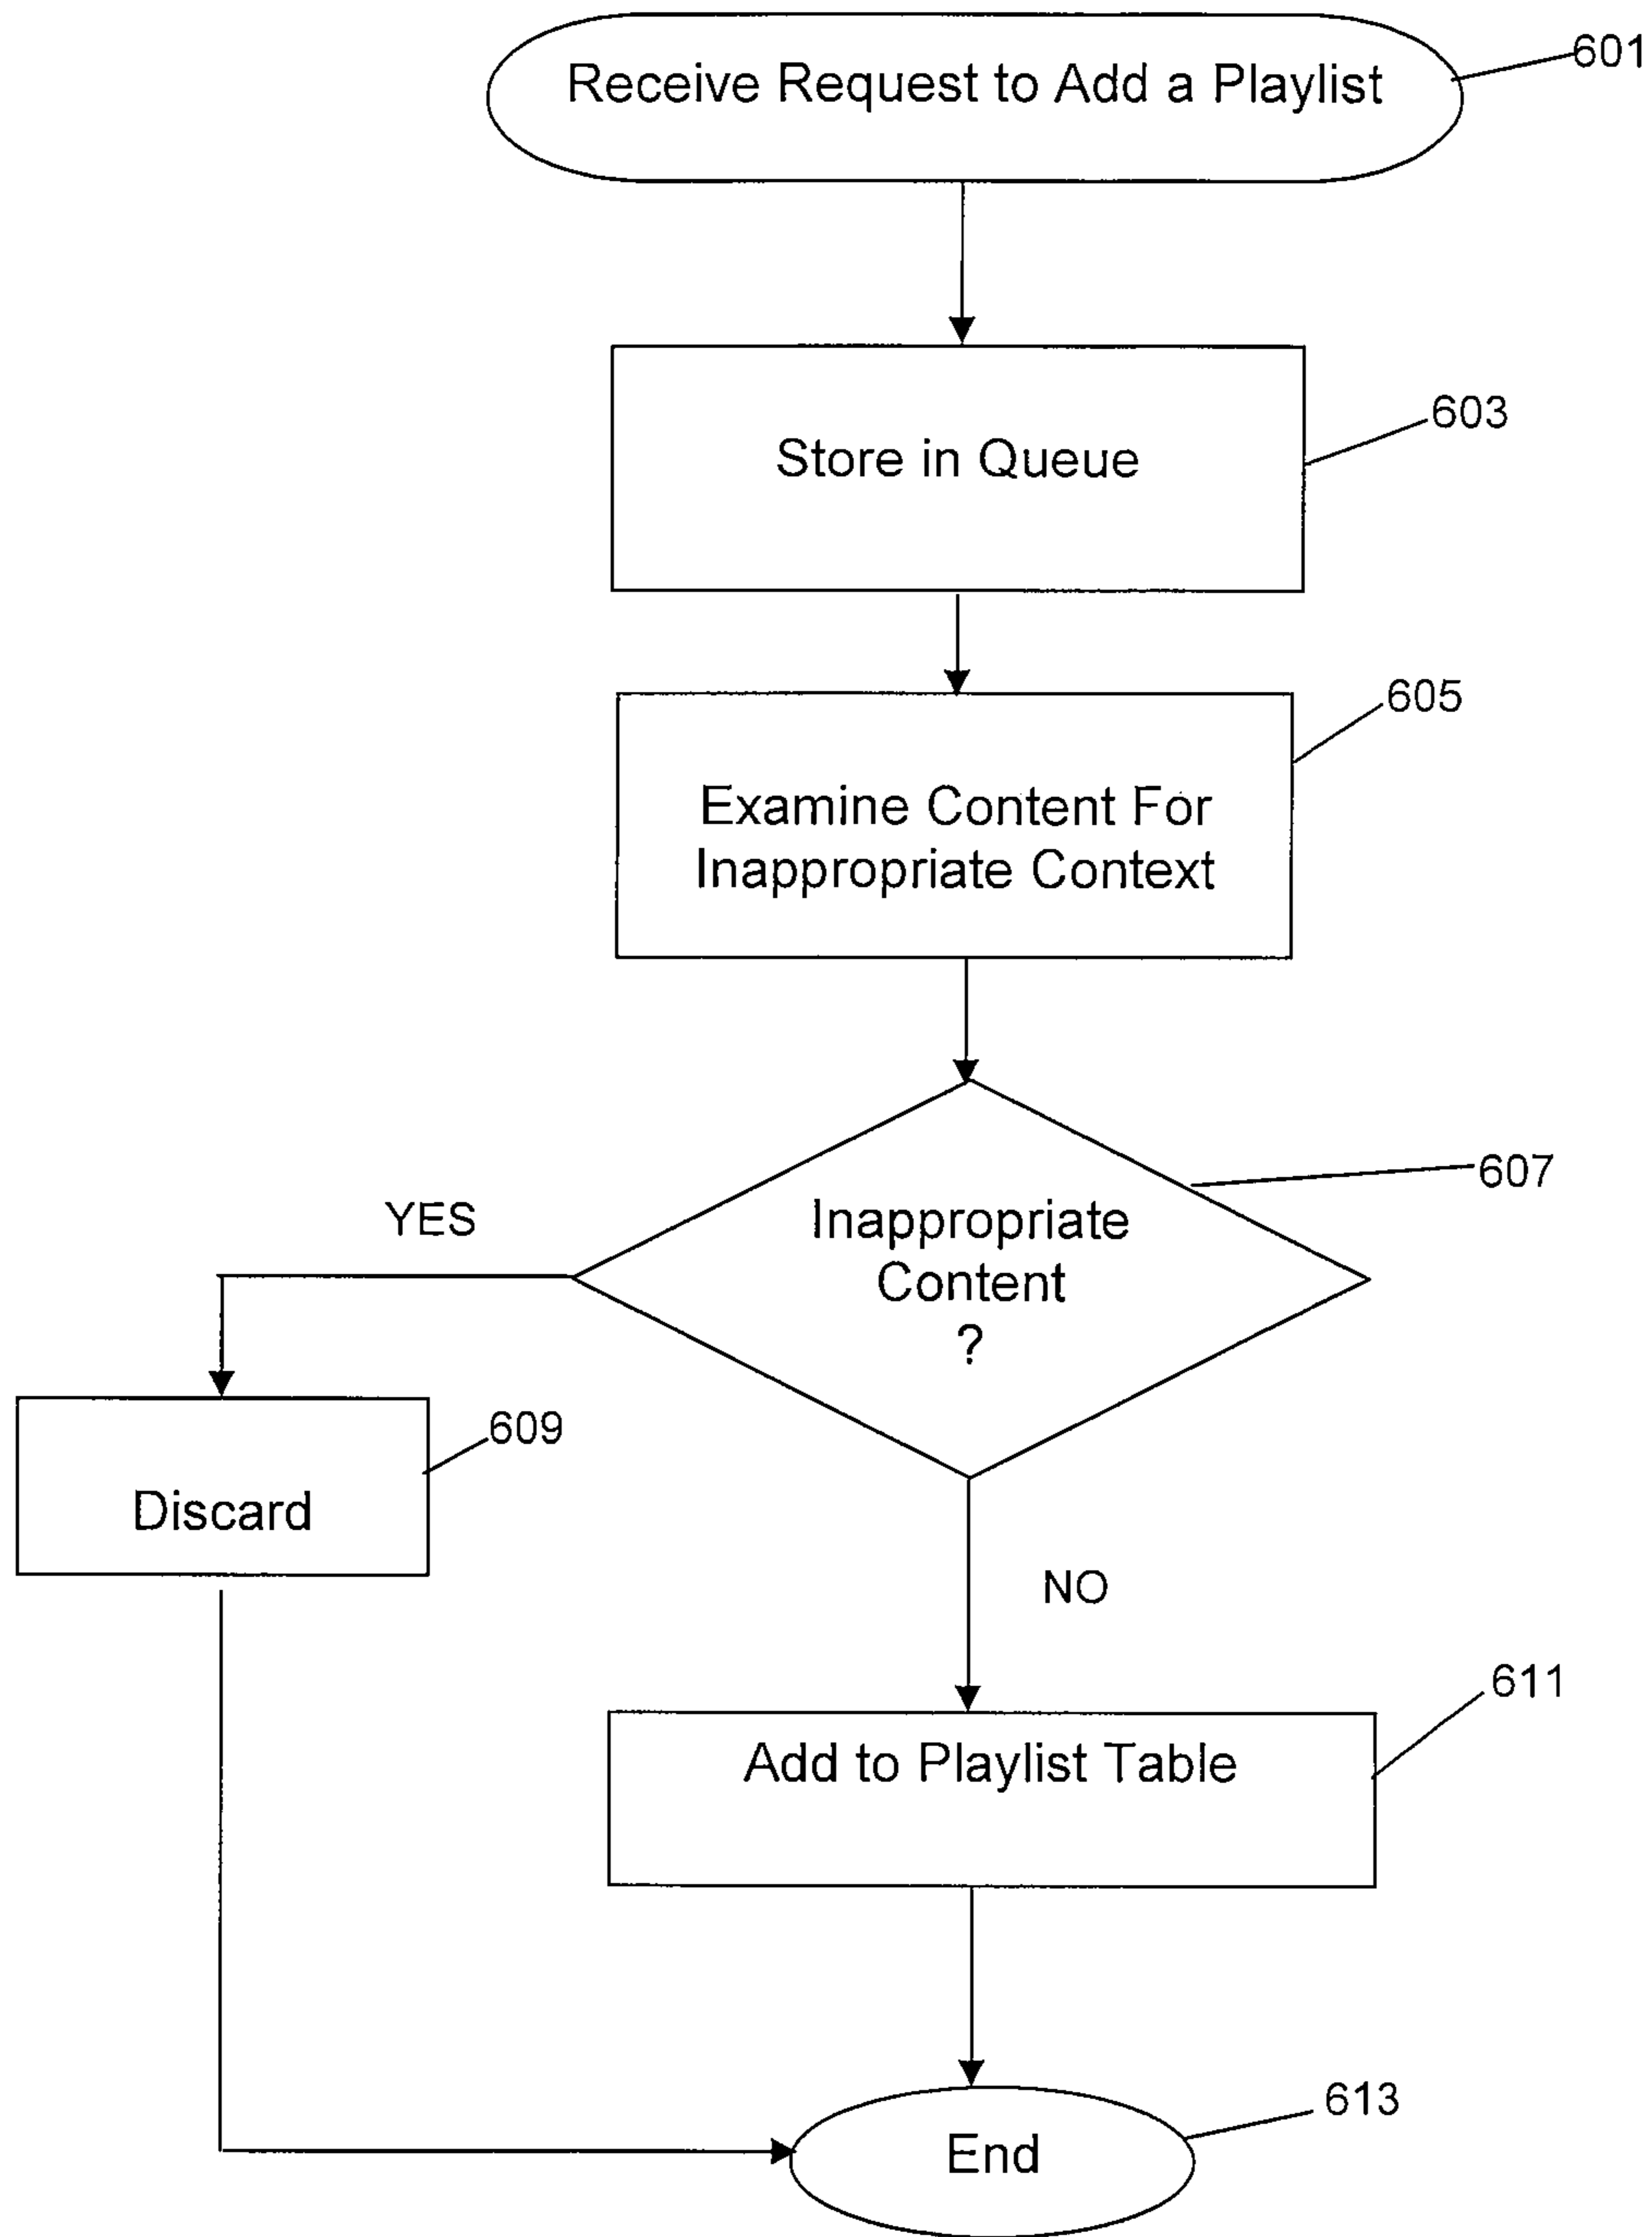 Receive Request to Add a Playlist
601
Store in Queue
603
605
Examine Content For
Inappropriate Context
607
YES
Inappropriate
Content
?
609
Discard
NO
611
Add to Playlist Table
613
End